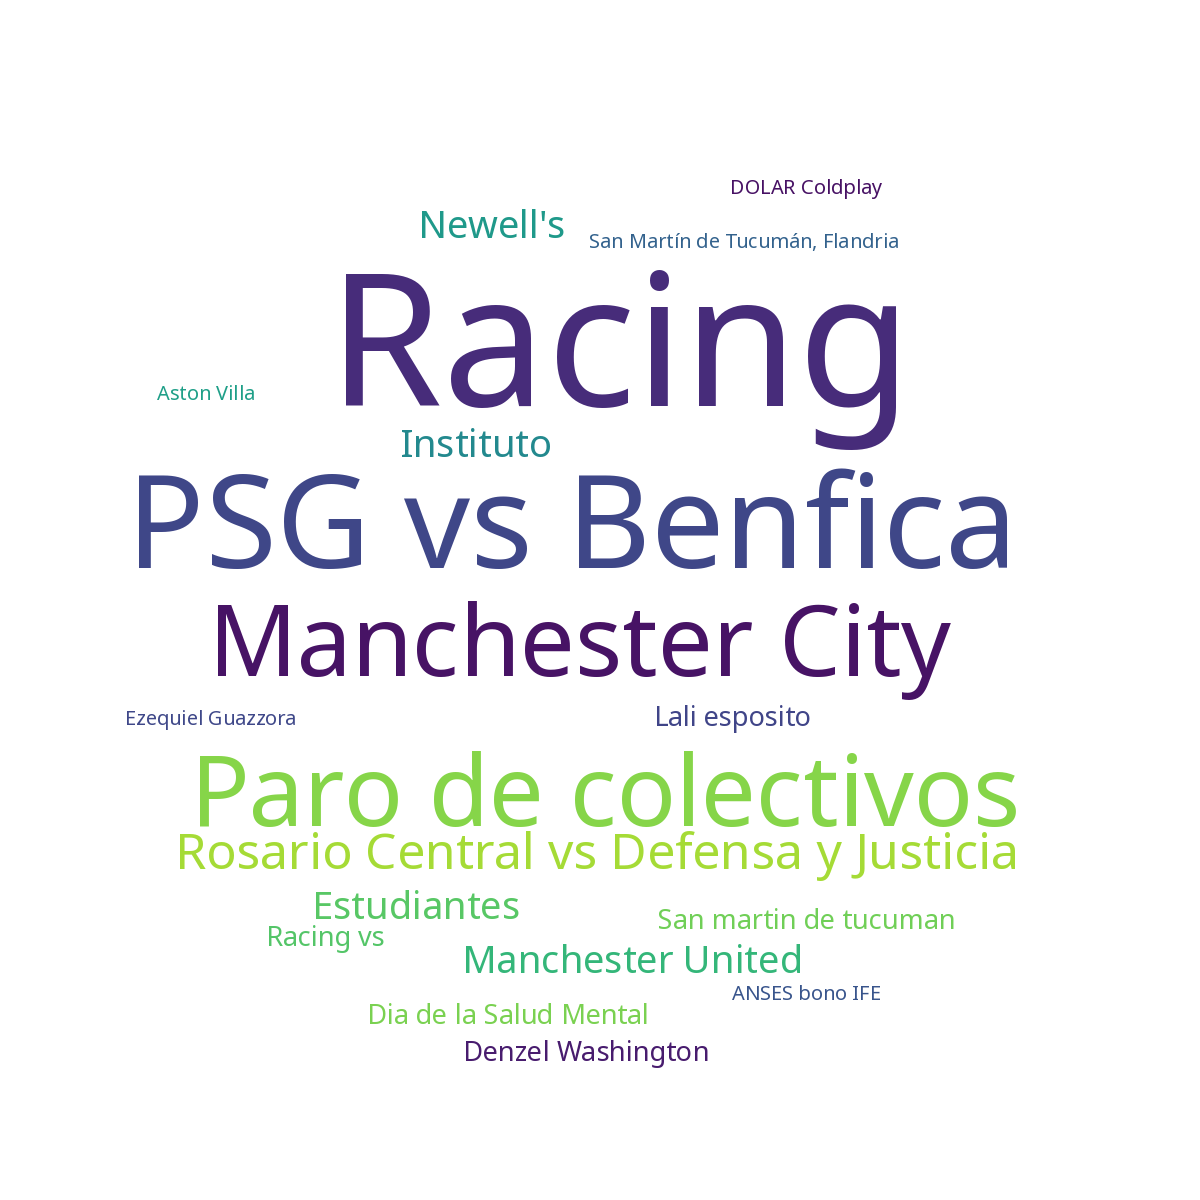 DOLAR Coldplay
Newell's
San Martín de Tucumán, Flandria
Racing
Aston Villa
Instituto
PSG vs Benfica
Manchester City
Ezequiel Guazzora
Lali esposito
Paro de colectivos
Rosario Central vs Defensa y Justicia
Estudiantes
San martin de tucuman
Racing vs
Manchester United
ANSES bono IFE
Dia de la Salud Mental
Denzel Washington